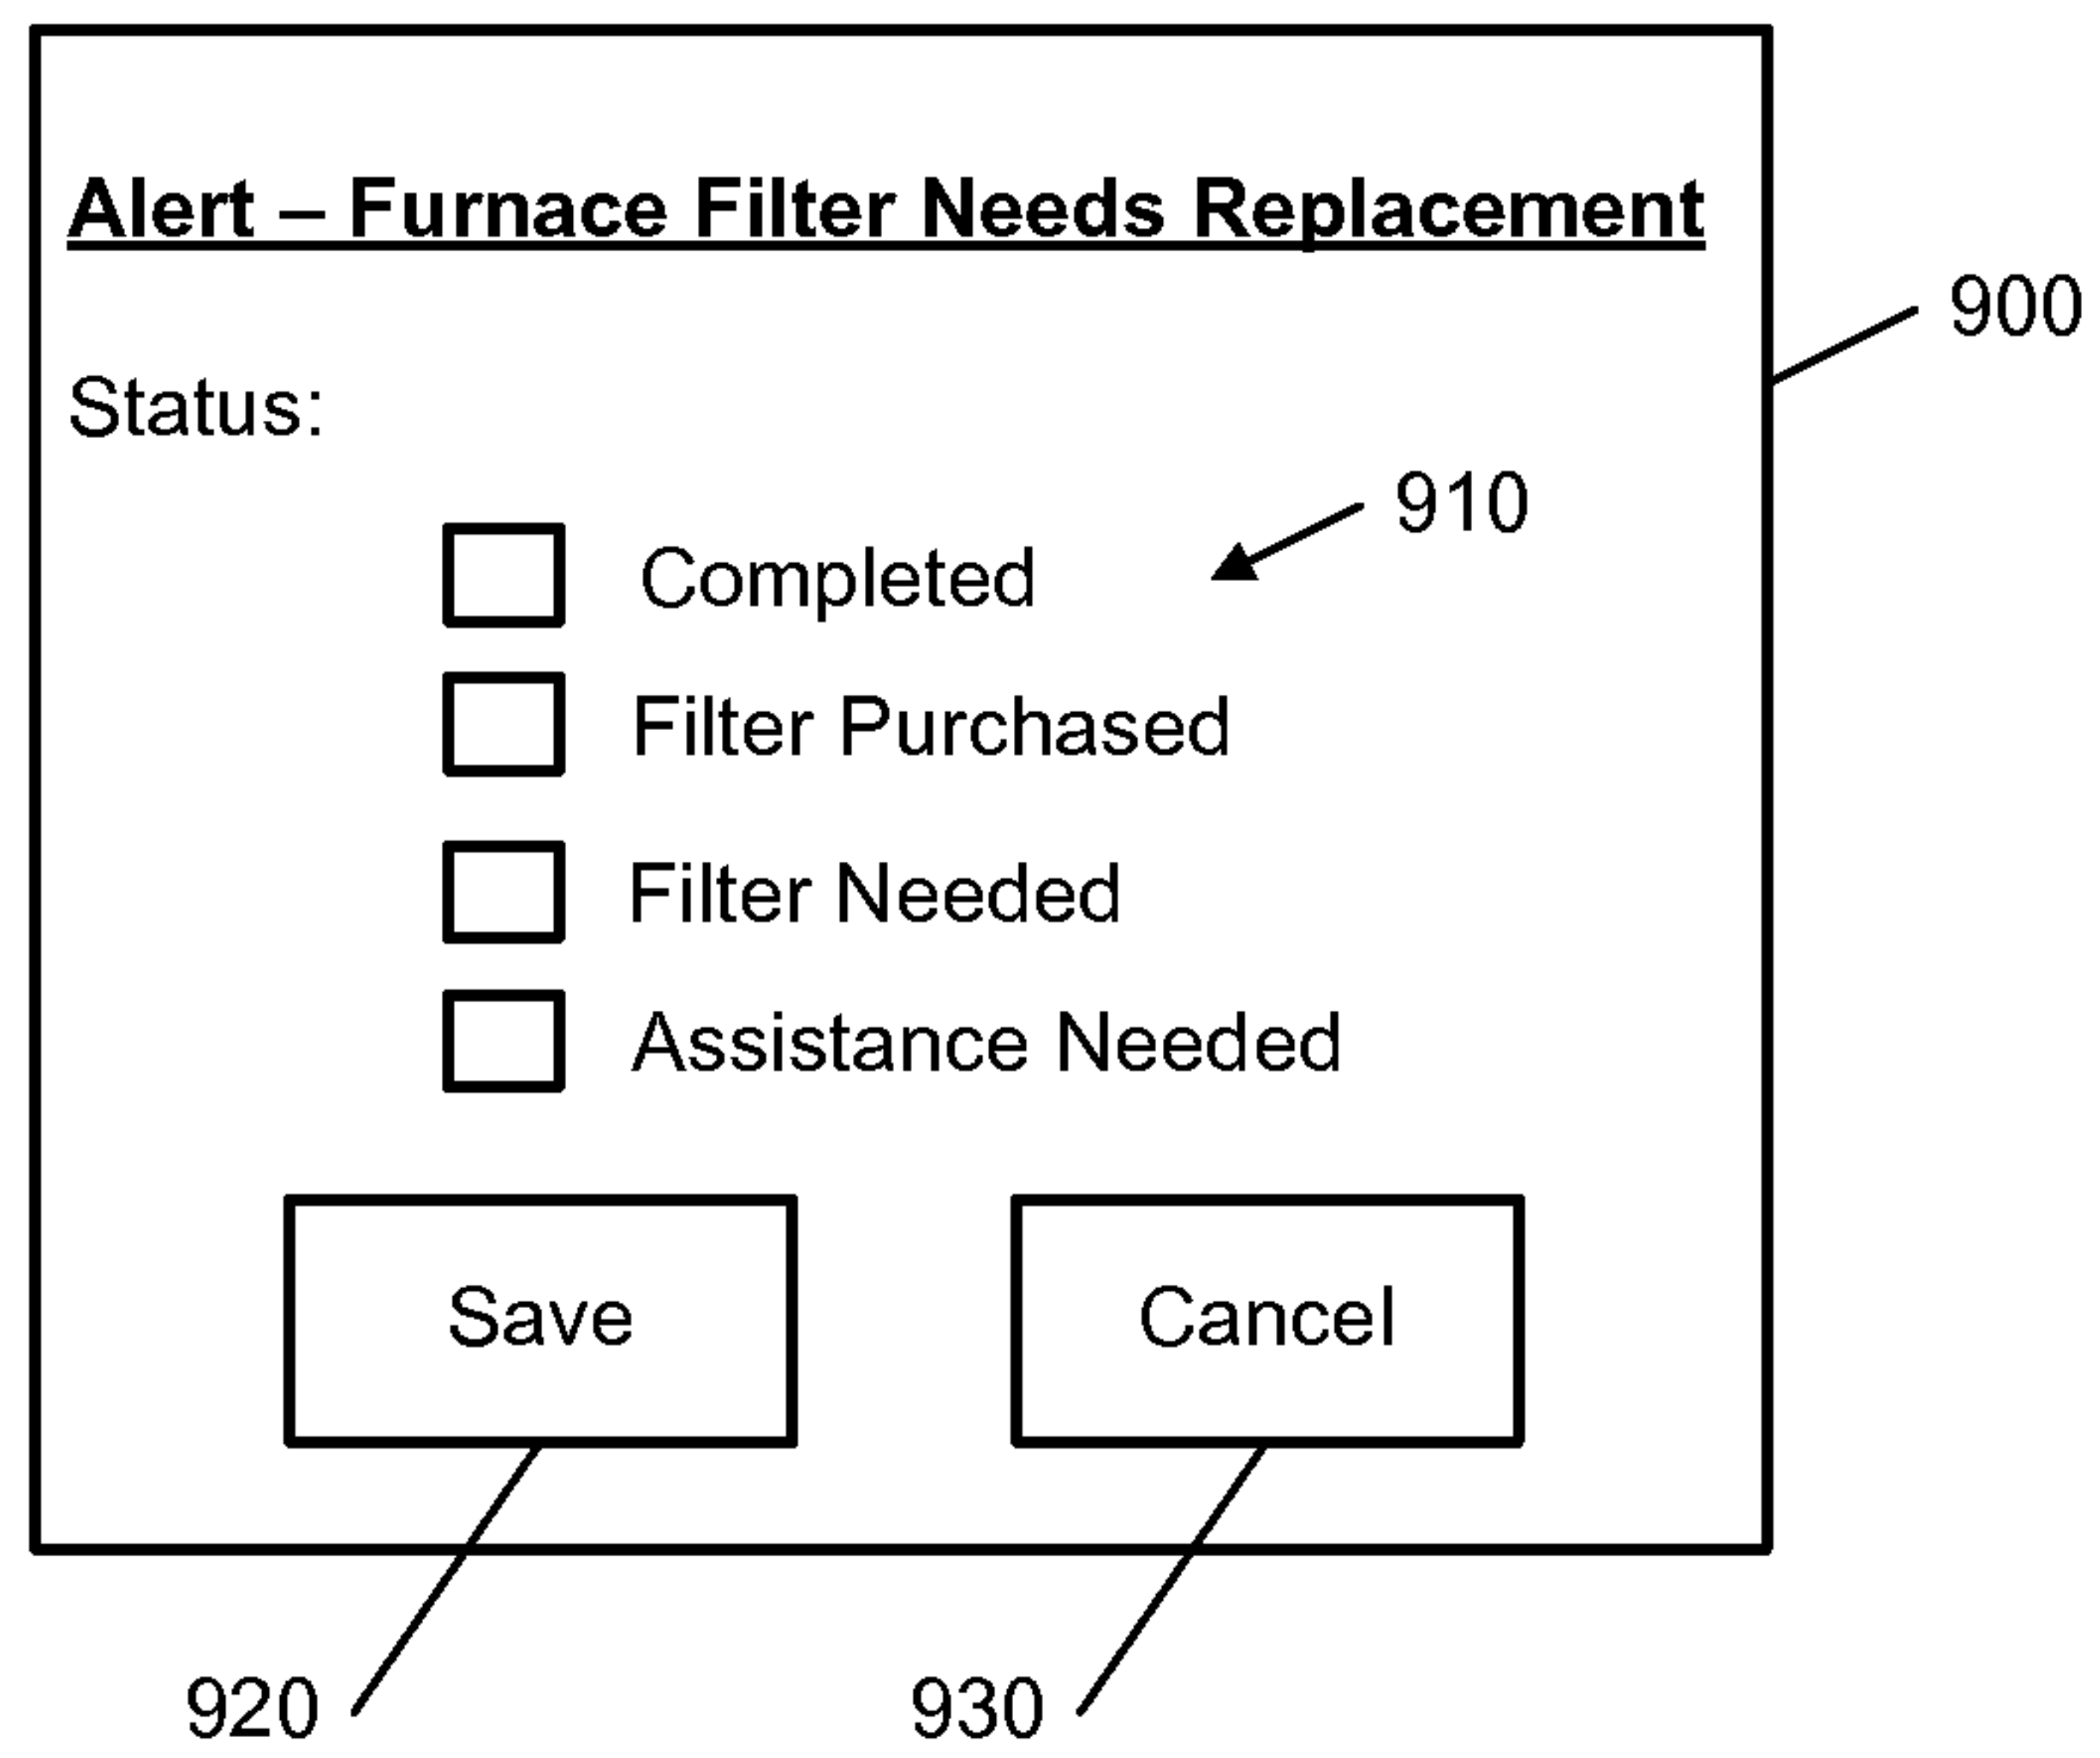 Alert – Furnace Filter Needs Replacement
900
Status:
910
Completed
Filter Purchased
Filter Needed
Assistance Needed
Save Cancel
920 930